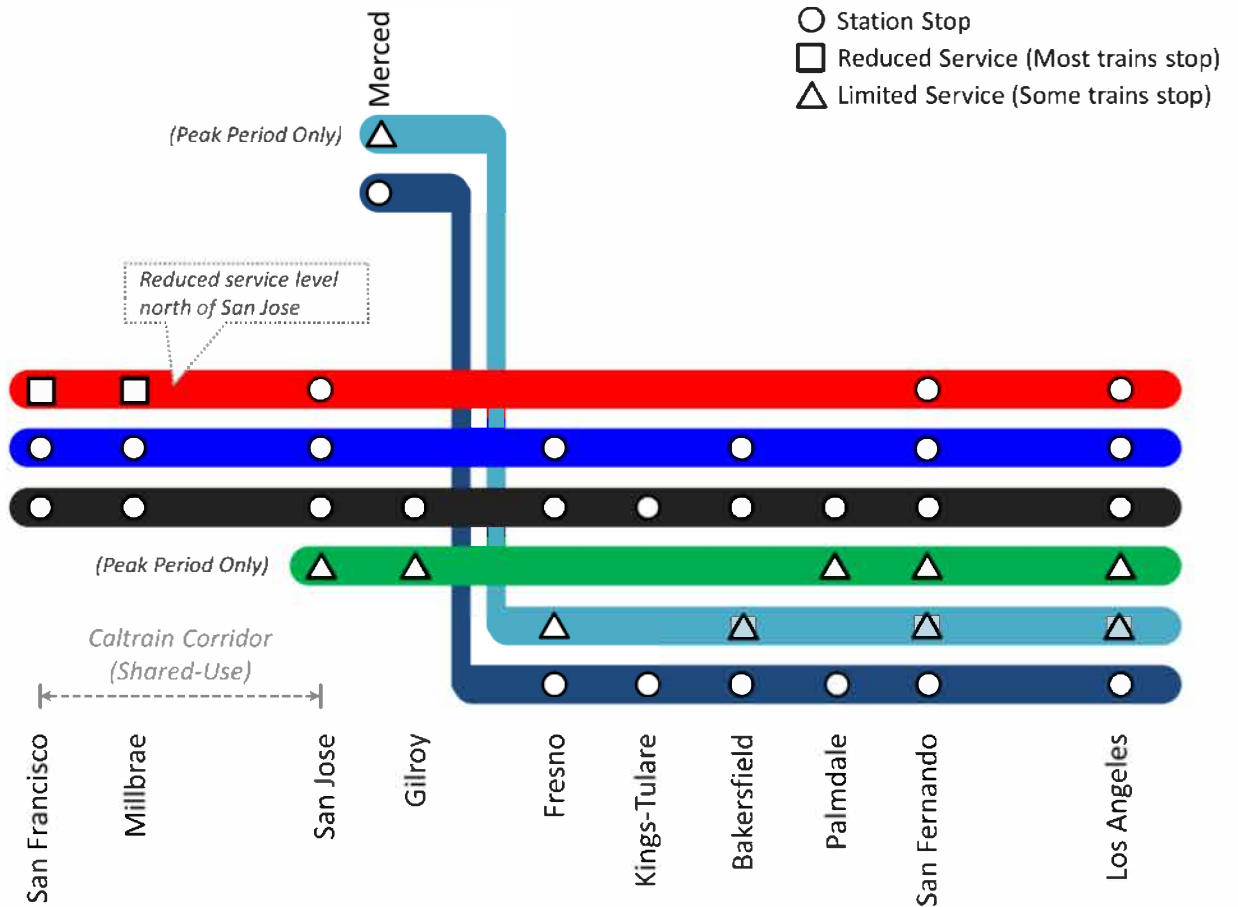 Station Stop
Reduced Service (Most trains stop)
Limited Service (Some trains stop)
Merced
(Peak Period Only)
Reduced service level
north of San Jose
(Peak Period Only)
Caltrain Corridor
(Shared-Use)
San Francisco
Millbrae
San Jose
Gilroy
Fresno
Kings-Tulare
Bakersfield
Palmdale
San Fernando
Los Angeles